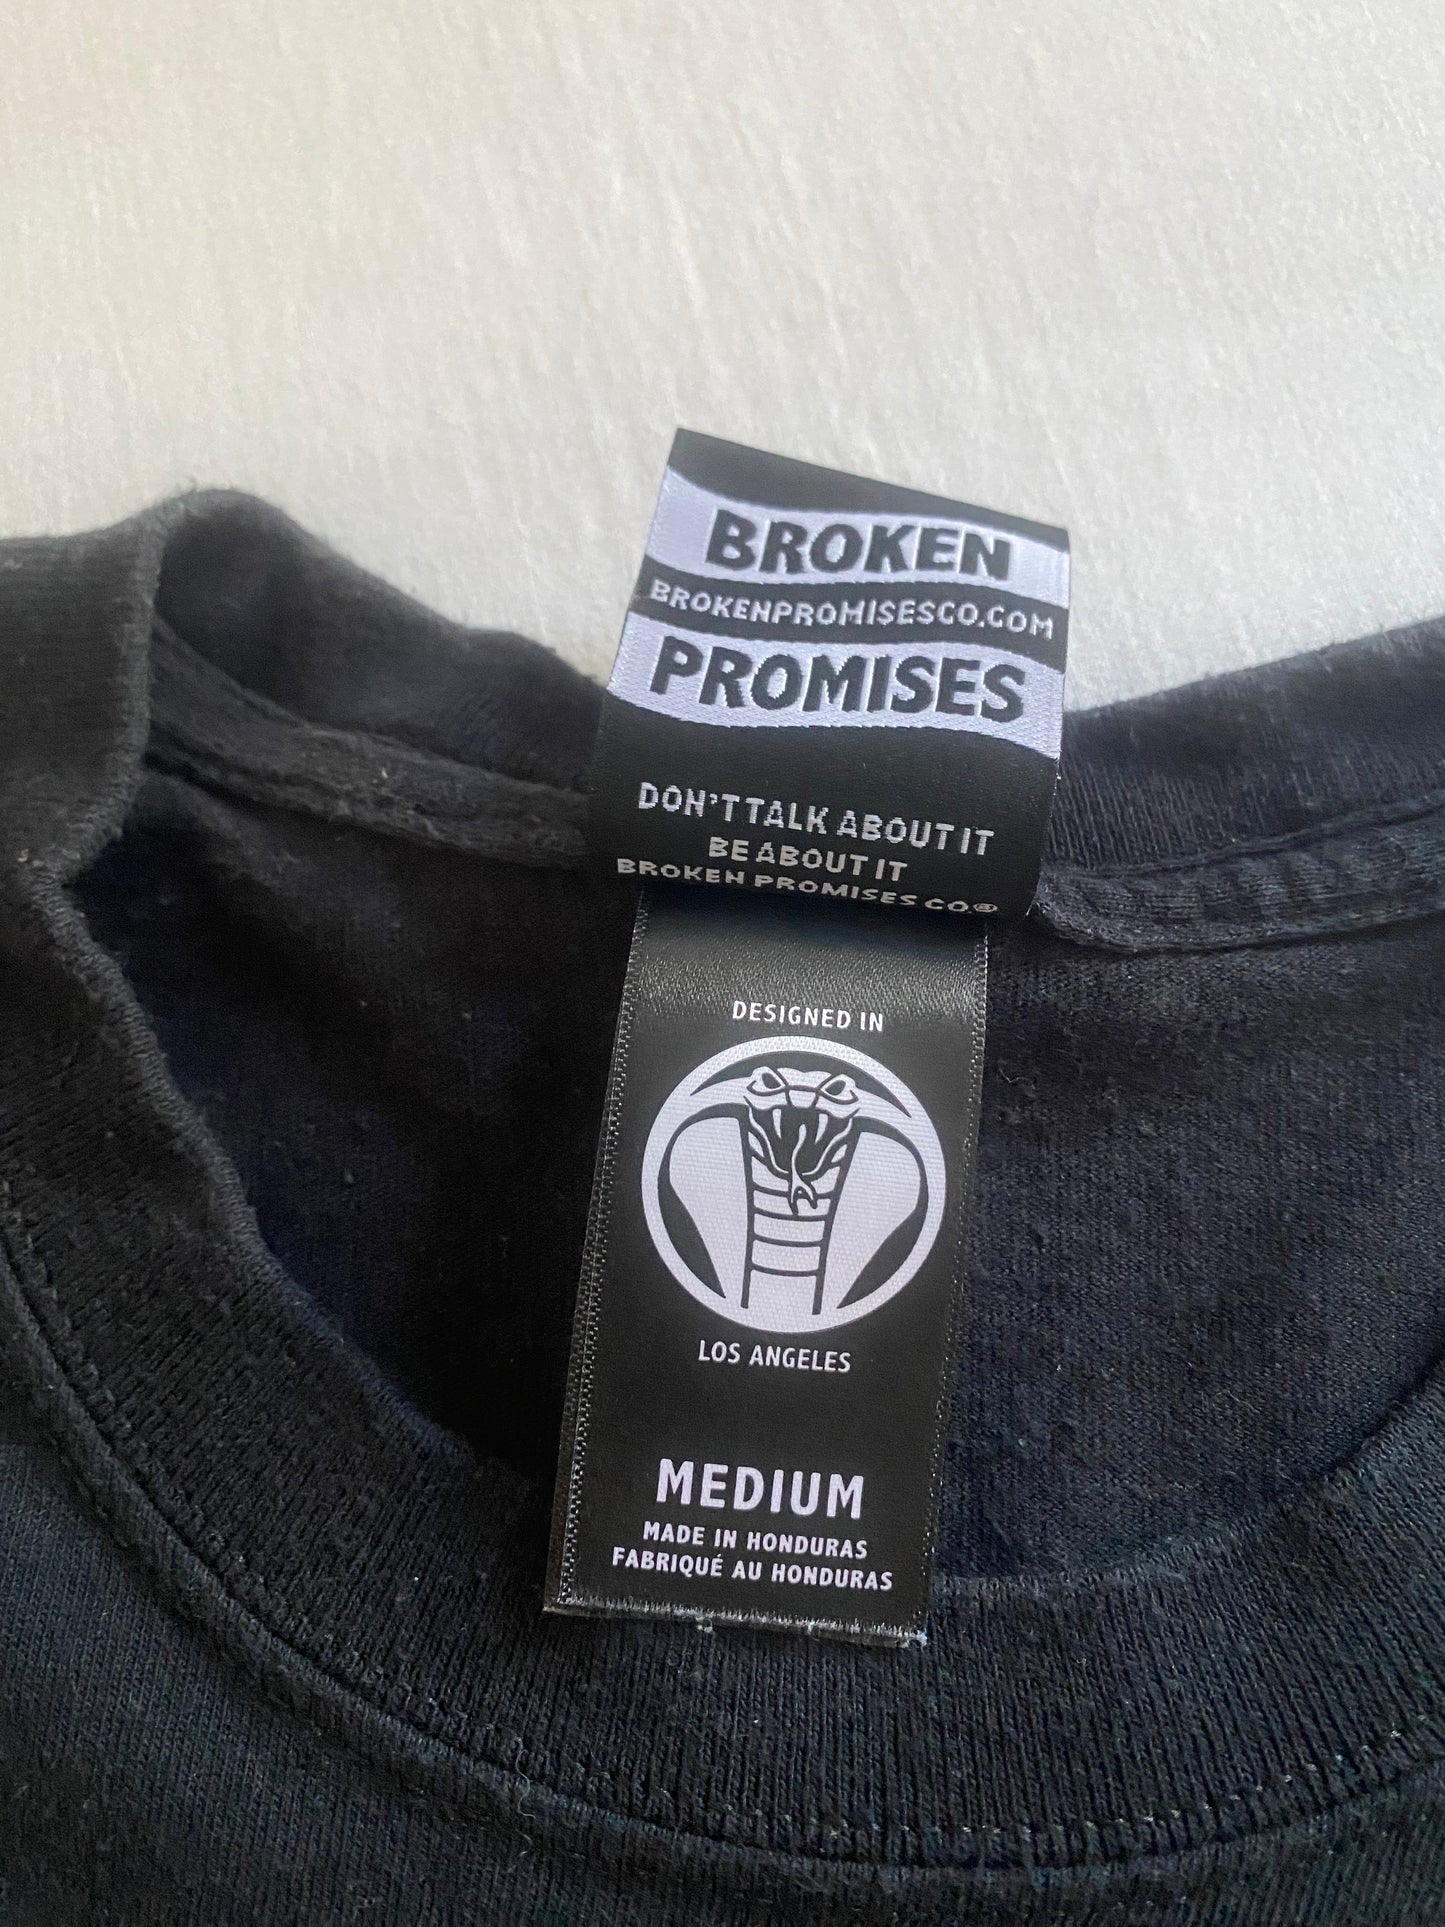 BROKEN
BROKENPROMISESCO.COM
PROMISES
DON'T TALK ABOUT IT
BE ABOUT IT
BROKEN PROMISES CO.®
DESIGNED IN
LOS ANGELES
MEDIUM
MADE IN HONDURAS
FABRIQUÉ AU HONDURAS